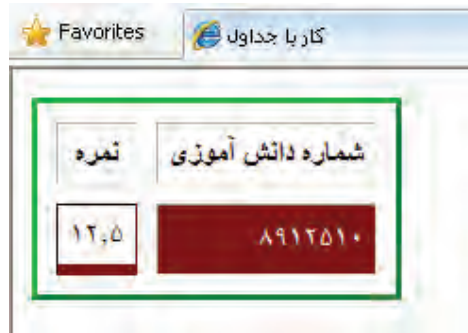 Favorites
کار با جداول
شماره دانش آموزی نمره
۸۹۱۲۵۱۰ ۱۲٫۵